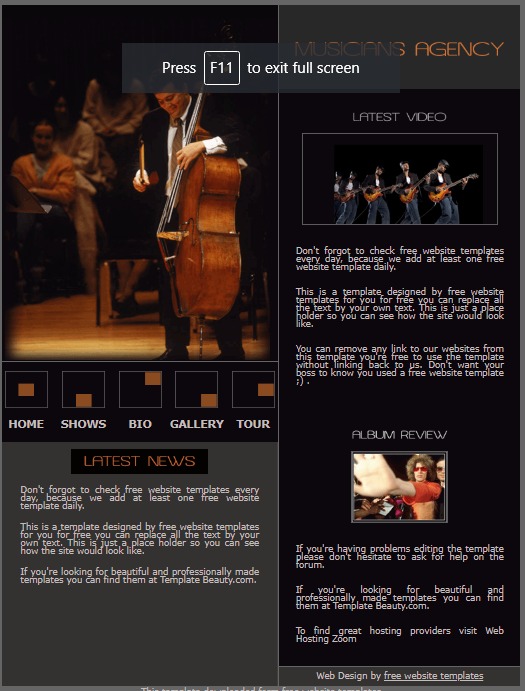 MUSICIANS AGENCY
Press F11 to exit full screen
LATEST VIDEO
Don't forgot to check free website templates
every day, because we add at least one free
website template daily.
This is a template designed by free website
templates for you for free you can replace all
the text by your own text. This is just a place
holder so you can see how the site would look
like.
You can remove any link to our websites from
this template you're free to use the template
without linking back to us. Don't want your
boss to know you used a free website template
;) .
HOME SHOWS BIO GALLERY TOUR
LATEST NEWS
Don't forgot to check free website templates every
day, because we add at least one free website
template daily.
This is a template designed by free website templates
for you for free you can replace all the text by your
own text. This is just a place holder so you can see
how the site would look like.
If you're looking for beautiful and professionally made
templates you can find them at Template Beauty.com.
ALBUM REVIEW
If you're having problems editing the template
please don't hesitate to ask for help on the
forum.
If you're looking for beautiful and
professionally made templates you can find
them at Template Beauty.com.
To find great hosting providers visit Web
Hosting Zoom
Web Design by free website templates
This template downloaded form free website templates